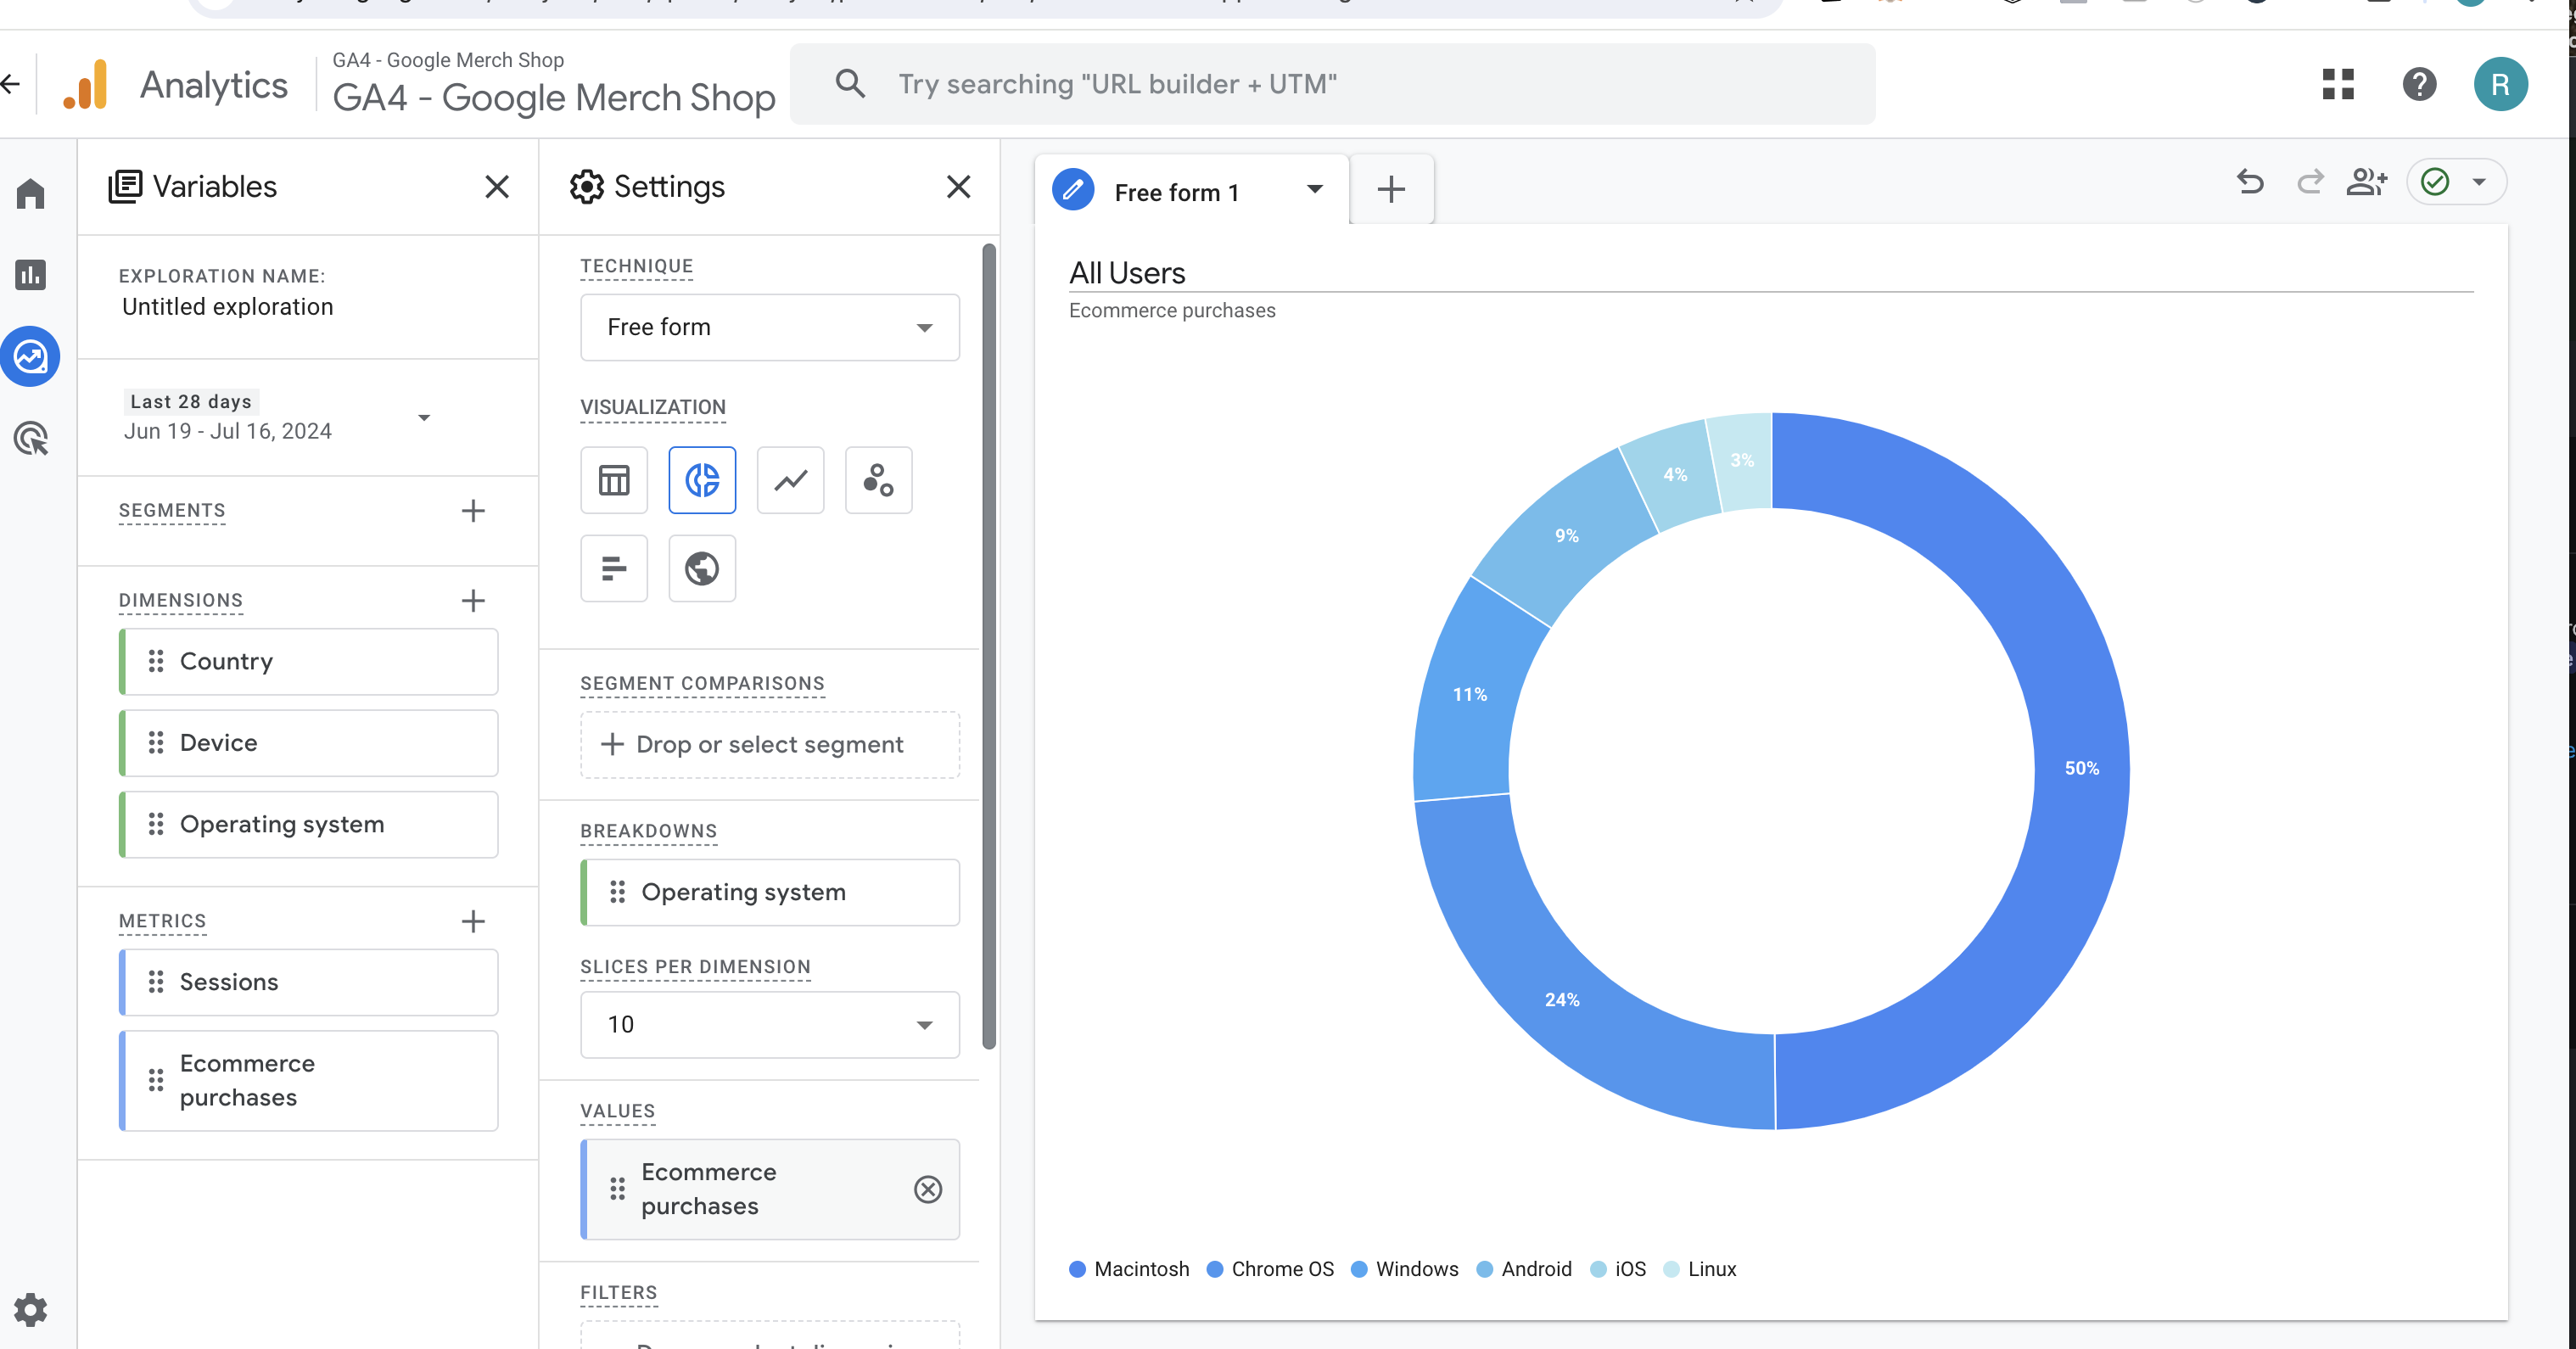 Analytics
GA4 - Google Merch Shop
GA4 - Google Merch Shop
Try searching "URL builder + UTM"
R
Variables
EXPLORATION NAME:
Untitled exploration
Last 28 days
Jun 19 - Jul 16, 2024
SEGMENTS
DIMENSIONS
Country
Device
Operating system
METRICS
Sessions
Ecommerce
purchases
Settings
TECHNIQUE
Free form
VISUALIZATION
SEGMENT COMPARISONS
Drop or select segment
BREAKDOWNS
Operating system
SLICES PER DIMENSION
10
VALUES
Ecommerce
purchases
FILTERS
Free form 1
All Users
Ecommerce purchases
3%
4%
9%
11%
50%
24%
Macintosh Chrome OS Windows Android iOS Linux